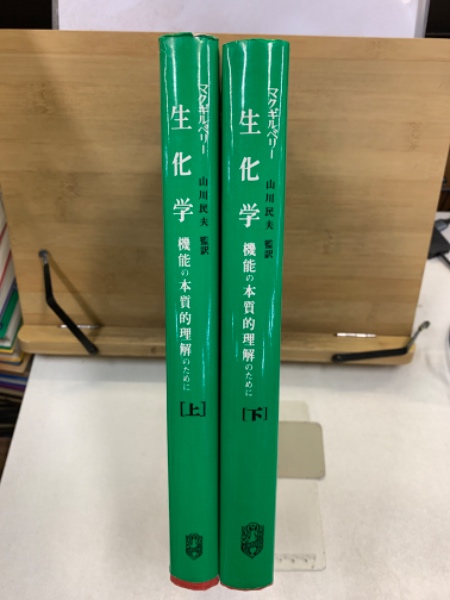 マクギルベリー
生化学
山川民夫 監訳
機能の本質的理解のために
[上]
マクギルベリー
生化学
山川民夫 監訳
機能の本質的理解のために
[下]